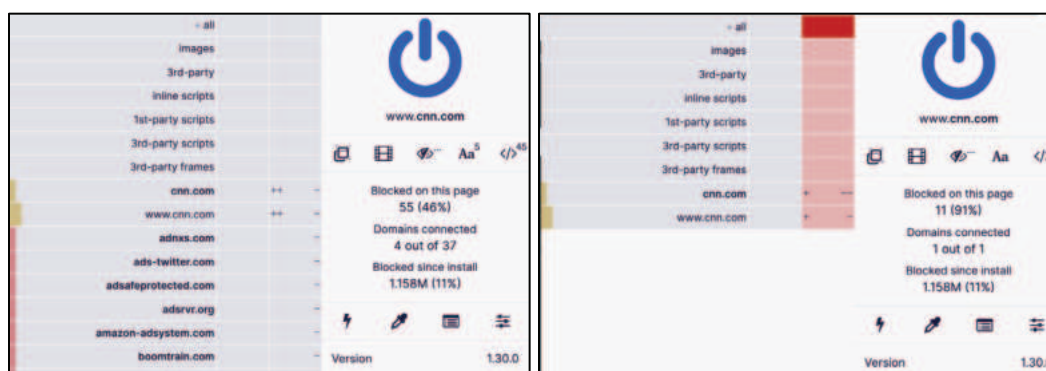 - all
images
3rd-party
inline scripts
1st-party scripts
3rd-party scripts
3rd-party frames
cnn.com ++ –
www.cnn.com ++ –
adnxs.com –
ads-twitter.com –
adsafeprotected.com –
adsrvr.org –
amazon-adsystem.com –
boomtrain.com –
www.cnn.com
Aa5 </>45
Blocked on this page
55 (46%)
Domains connected
4 out of 37
Blocked since install
1.158M (11%)
Version 1.30.0
- all
images
3rd-party
inline scripts
1st-party scripts
3rd-party scripts
3rd-party frames
cnn.com + --
www.cnn.com + –
www.cnn.com
Aa </
Blocked on this page
11 (91%)
Domains connected
1 out of 1
Blocked since install
1.158M (11%)
Version 1.30.